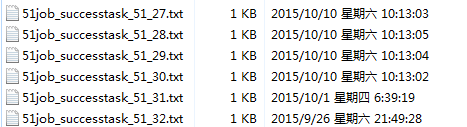 51job_successtask_51_27.txt 1 KB 2015/10/10 星期六 10:13:03
51job_successtask_51_28.txt 1 KB 2015/10/10 星期六 10:13:05
51job_successtask_51_29.txt 1 KB 2015/10/10 星期六 10:13:04
51job_successtask_51_30.txt 1 KB 2015/10/10 星期六 10:13:02
51job_successtask_51_31.txt 1 KB 2015/10/1 星期四 6:39:19
51job_successtask_51_32.txt 1 KB 2015/9/26 星期六 21:49:28